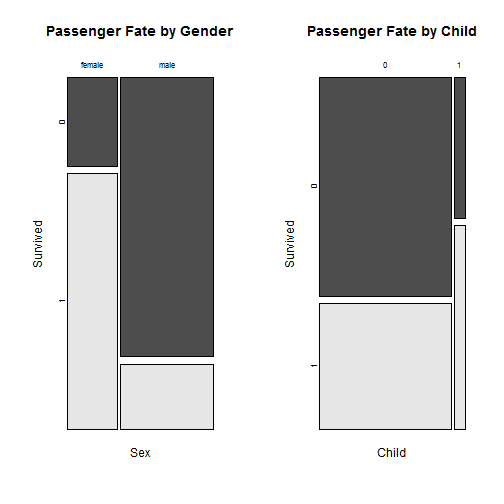 Passenger Fate by Gender
female male
0
1
Survived
Sex
Passenger Fate by Child
0 1
0
1
Survived
Child